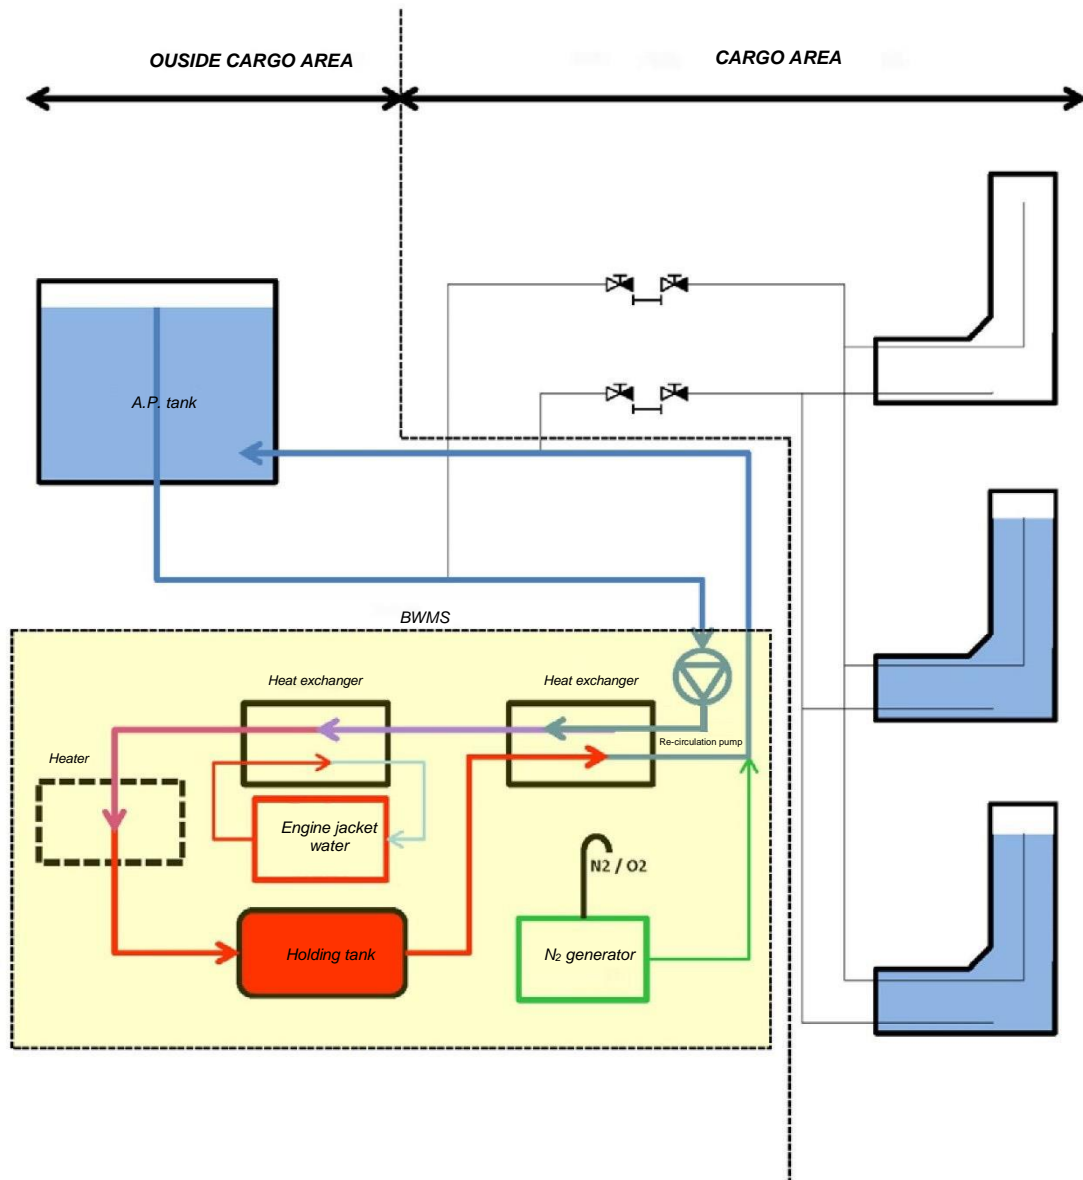 OUSIDE CARGO AREA
CARGO AREA
A.P. tank
BWMS
Heat exchanger
Heat exchanger
Re-circulation pump
Heater
Engine jacket
water
N2 / O2
Holding tank
N₂ generator